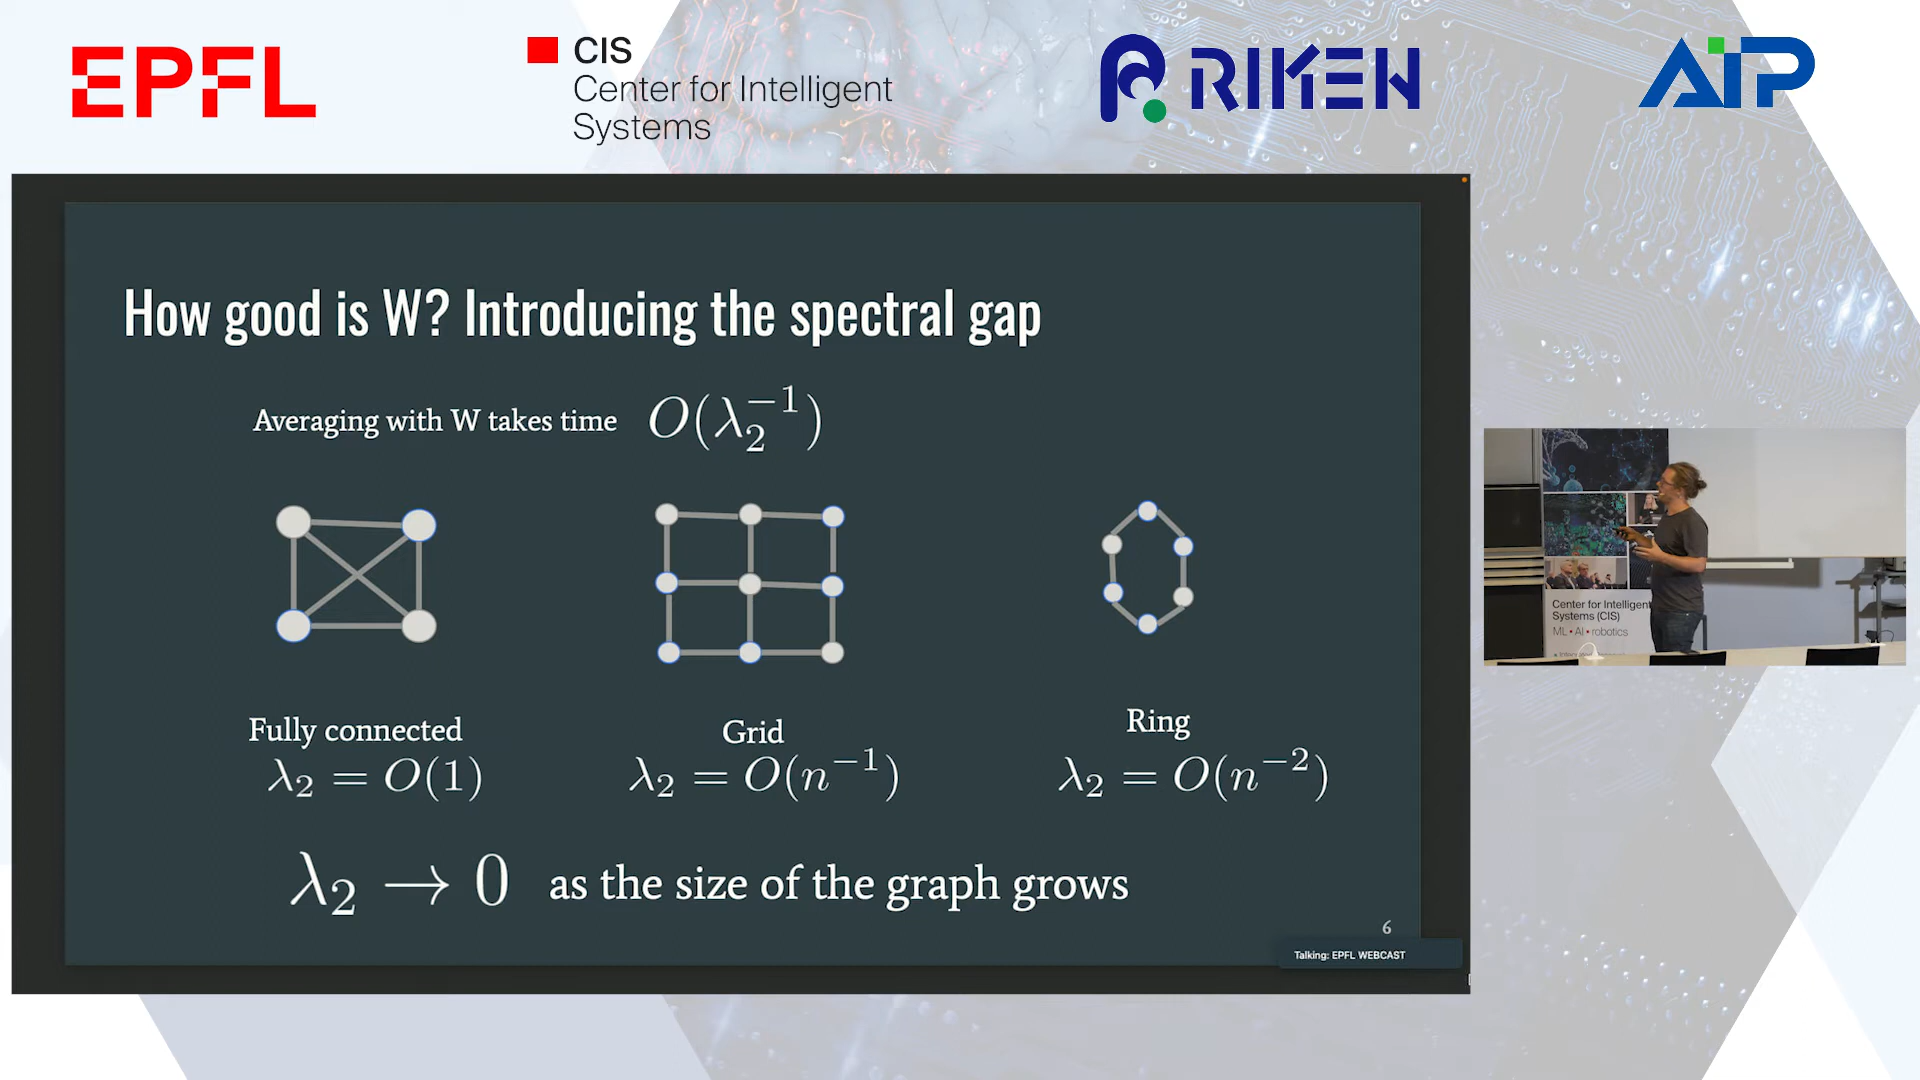 EPFL
CIS
Center for Intelligent
Systems
RIKEN
AIP
How good is W? Introducing the spectral gap
Averaging with W takes time O(λ₂⁻¹)
Fully connected
λ₂ = O(1)
Grid
λ₂ = O(n⁻¹)
Ring
λ₂ = O(n⁻²)
λ₂ → 0 as the size of the graph grows
6
Talking: EPFL WEBCAST
Center for Intelligent
Systems (CIS)
ML • AI • robotics